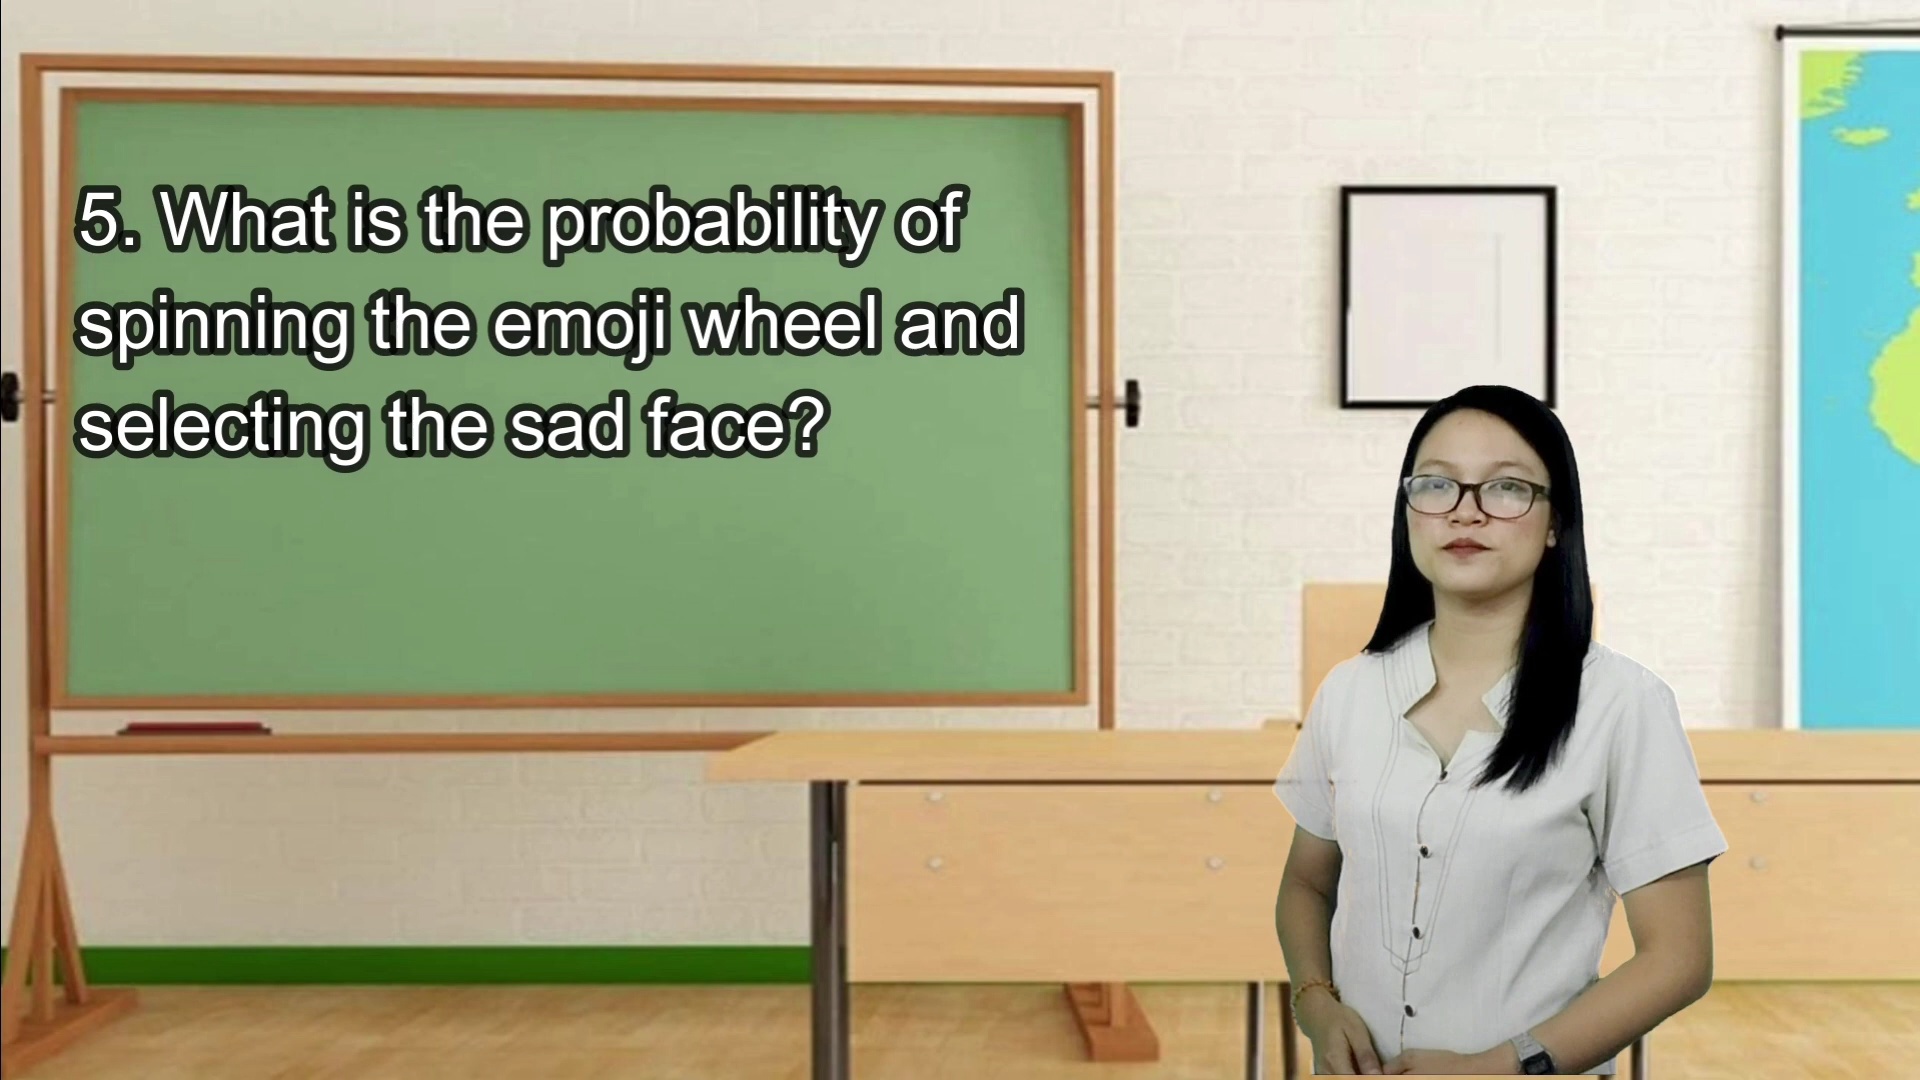 5. What is the probability of
spinning the emoji wheel and
selecting the sad face?